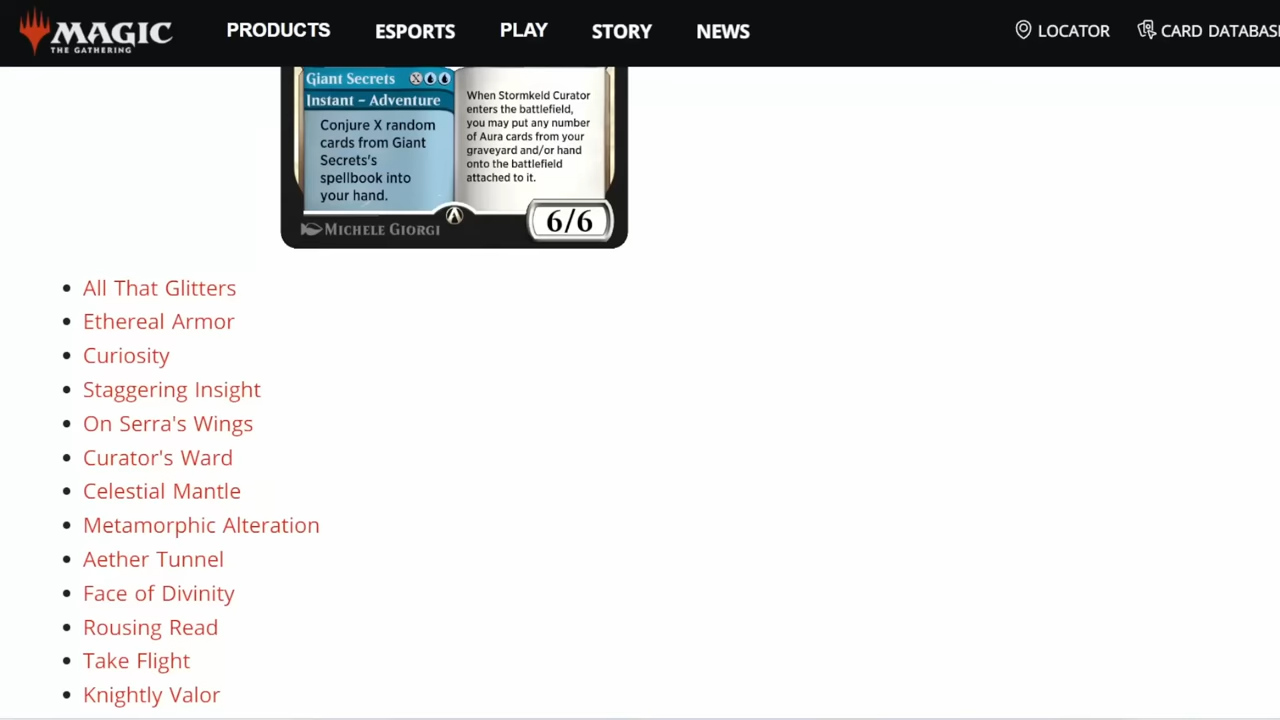 MAGIC
THE GATHERING
PRODUCTS
ESPORTS
PLAY
STORY
NEWS
LOCATOR
CARD DATABAS
Giant Secrets X
Instant – Adventure
Conjure X random
cards from Giant
Secrets's
spellbook into
your hand.
When Stormkeld Curator
enters the battlefield,
you may put any number
of Aura cards from your
graveyard and/or hand
onto the battlefield
attached to it.
6/6
MICHELE GIORGI
All That Glitters
Ethereal Armor
Curiosity
Staggering Insight
On Serra's Wings
Curator's Ward
Celestial Mantle
Metamorphic Alteration
Aether Tunnel
Face of Divinity
Rousing Read
Take Flight
Knightly Valor